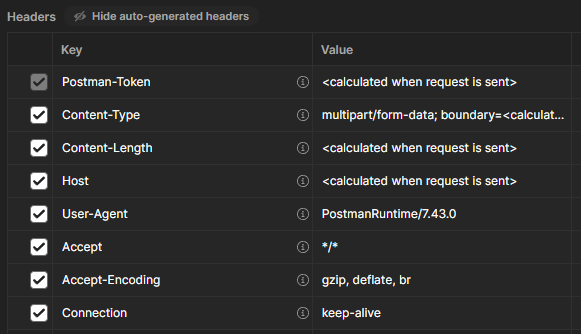 Headers Hide auto-generated headers
Key Value
Postman-Token <calculated when request is sent>
Content-Type multipart/form-data; boundary=<calculat...
Content-Length <calculated when request is sent>
Host <calculated when request is sent>
User-Agent PostmanRuntime/7.43.0
Accept */*
Accept-Encoding gzip, deflate, br
Connection keep-alive